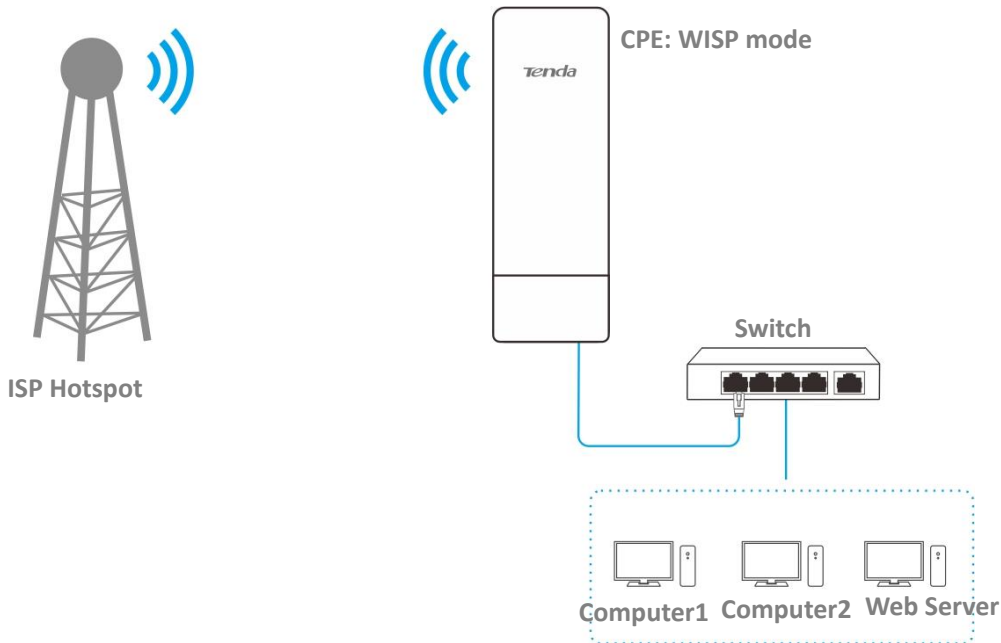 CPE: WISP mode
Tenda
Switch
ISP Hotspot
Computer1
Computer2
Web Server